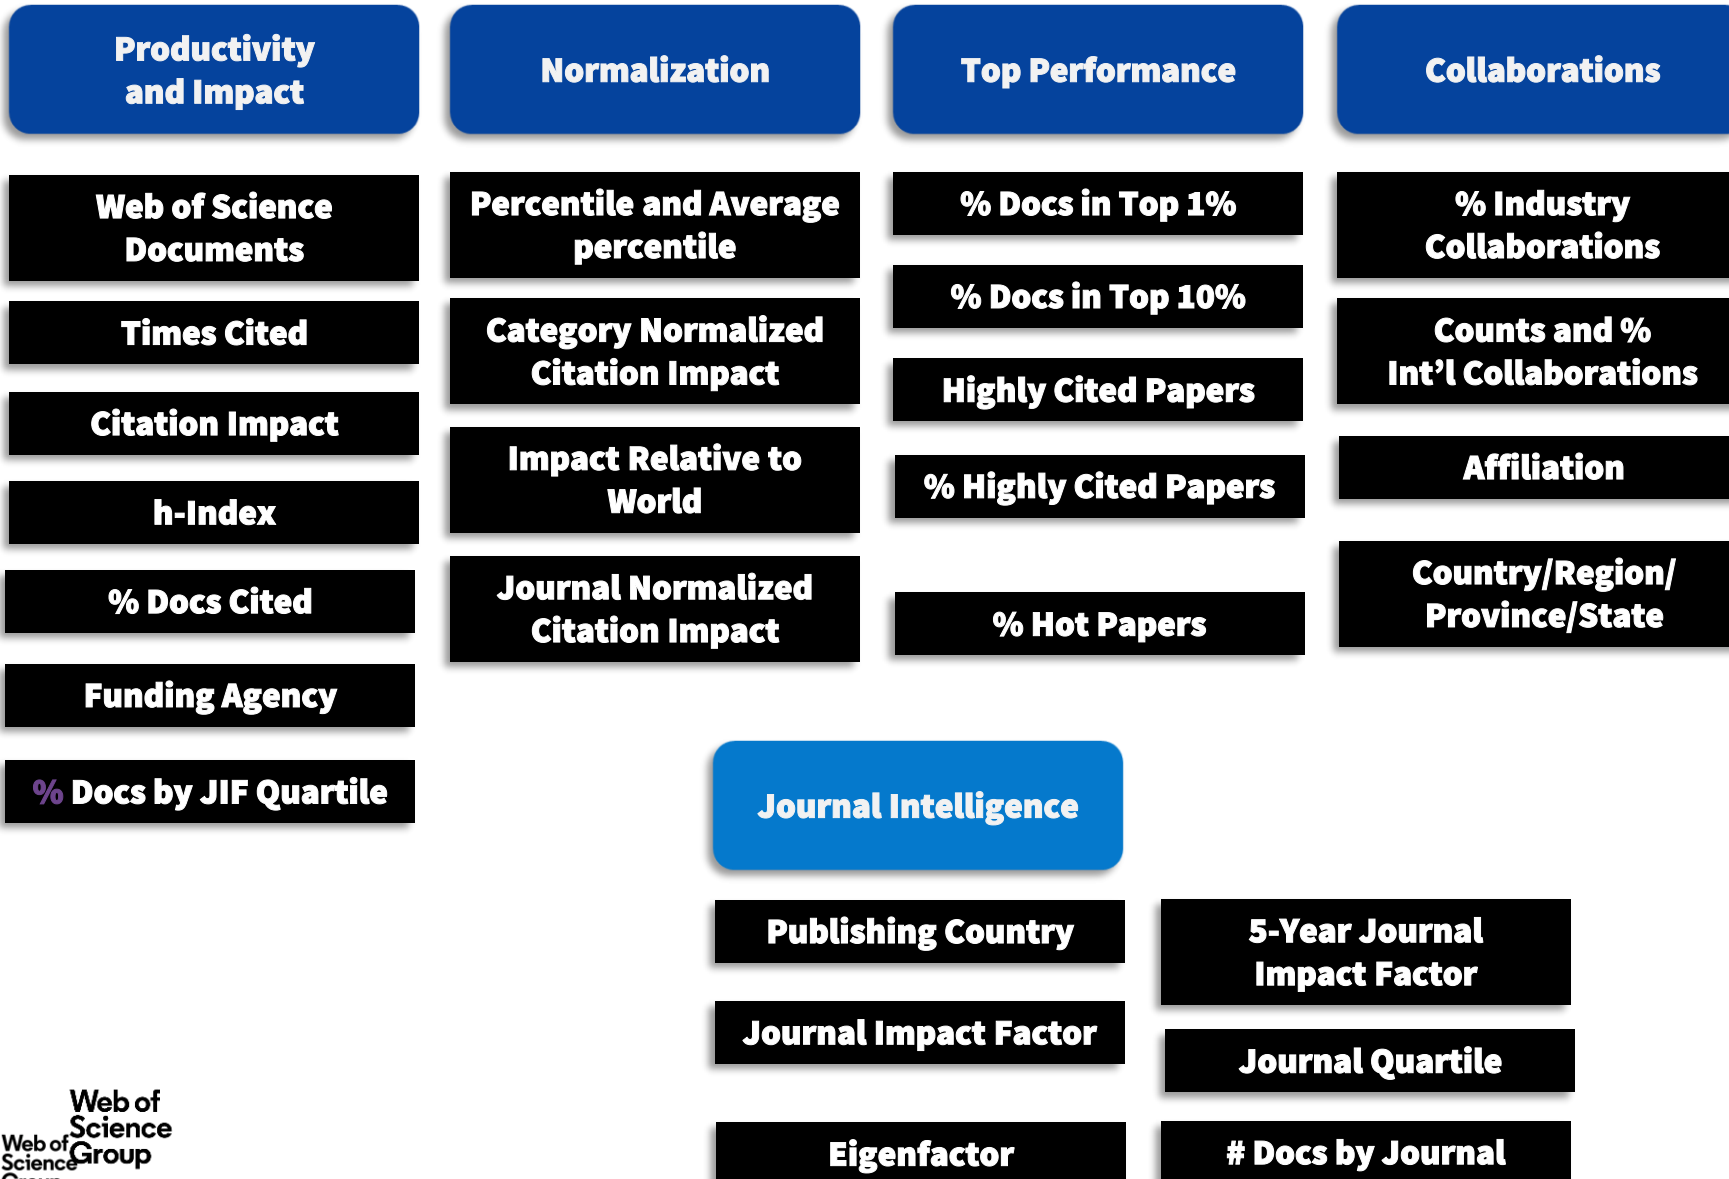 Productivity
and Impact
Web of Science
Documents
Times Cited
Citation Impact
h-Index
% Docs Cited
Funding Agency
% Docs by JIF Quartile
Normalization
Percentile and Average
percentile
Category Normalized
Citation Impact
Impact Relative to
World
Journal Normalized
Citation Impact
Top Performance
% Docs in Top 1%
% Docs in Top 10%
Highly Cited Papers
% Highly Cited Papers
% Hot Papers
Collaborations
% Industry
Collaborations
Counts and %
Int’l Collaborations
Affiliation
Country/Region/
Province/State
Journal Intelligence
Publishing Country
Journal Impact Factor
Eigenfactor
5-Year Journal
Impact Factor
Journal Quartile
# Docs by Journal
Web of
Science
Group
Web of
Science